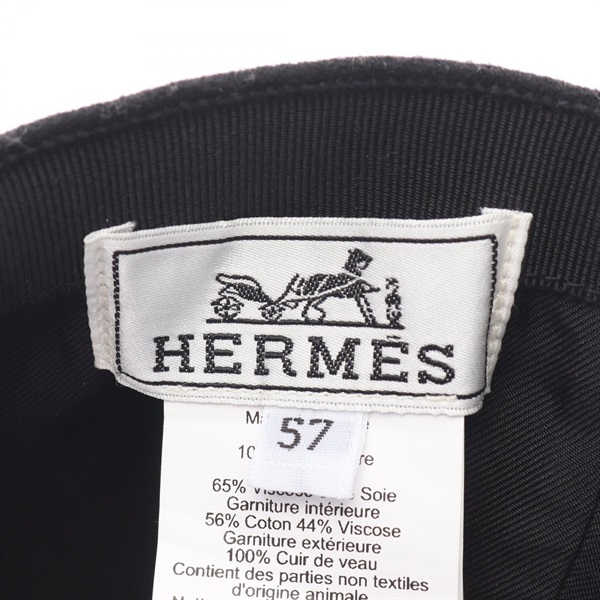 HERMÈS
57
65% Soie
Garniture intérieure
56% Coton 44% Viscose
Garniture extérieure
100% Cuir de veau
Contient des parties non textiles
d'origine animale